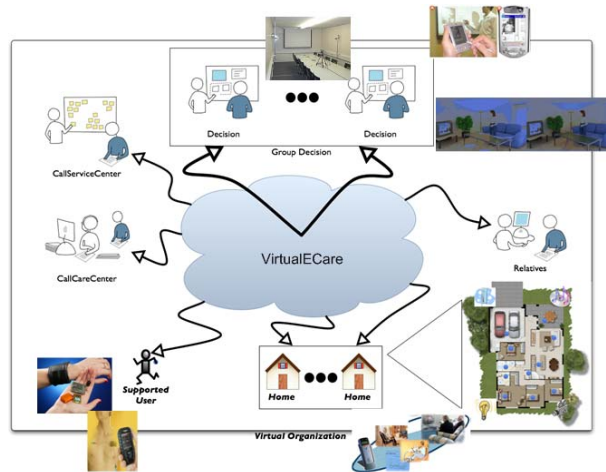 Decision
Decision
Group Decision
CallServiceCenter
VirtualECare
CallCareCenter
Relatives
Supported
User
Home
Home
Virtual Organization